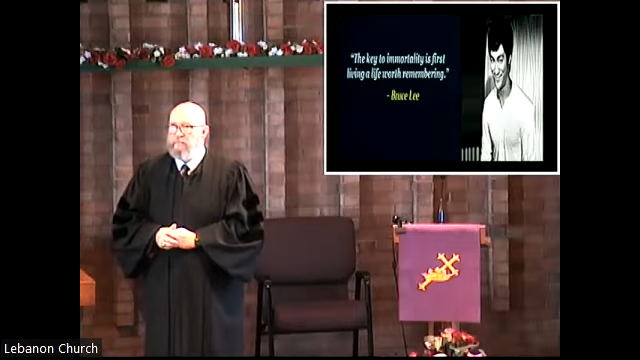 "The key to immortality is first
living a life worth remembering."
- Bruce Lee
Lebanon Church